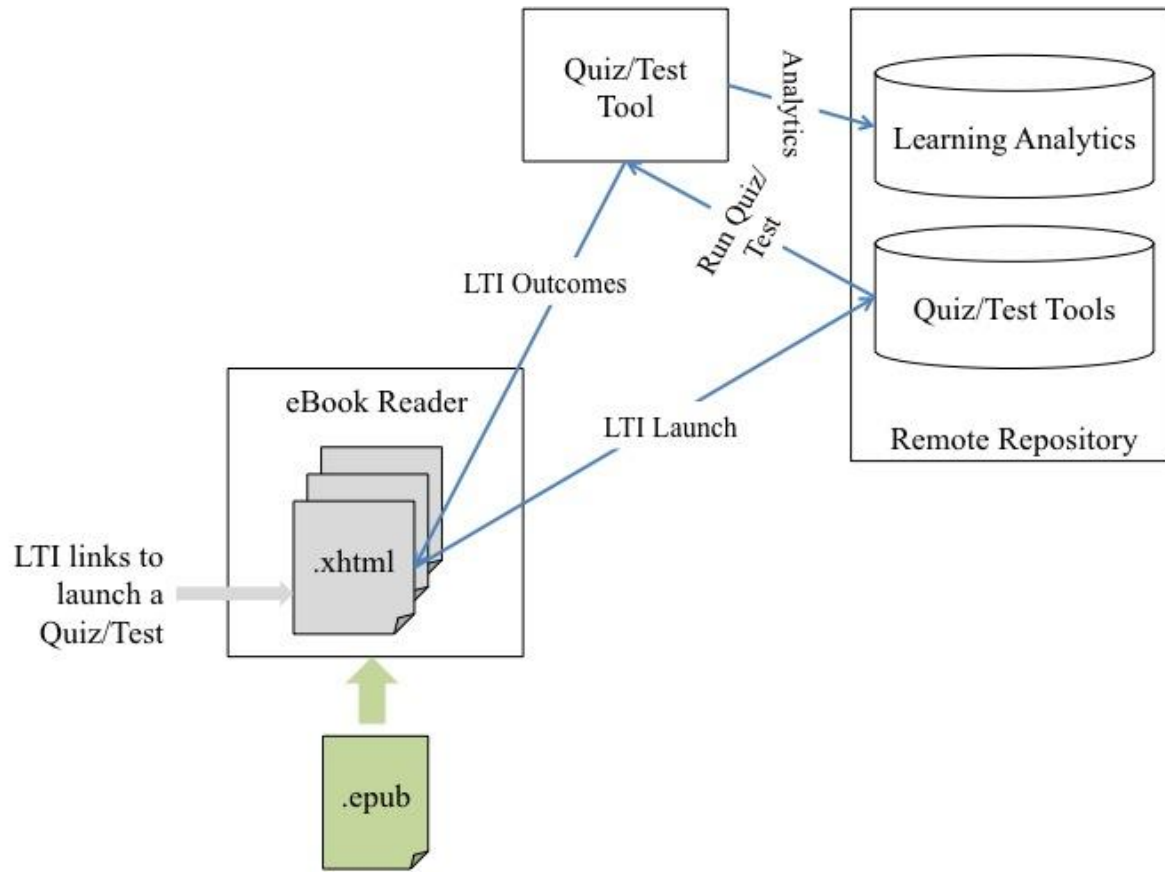 Quiz/Test
Tool
Analytics
Learning Analytics
Run Quiz/
Test
LTI Outcomes
Quiz/Test Tools
eBook Reader
LTI Launch
Remote Repository
.xhtml
LTI links to
launch a
Quiz/Test
.epub